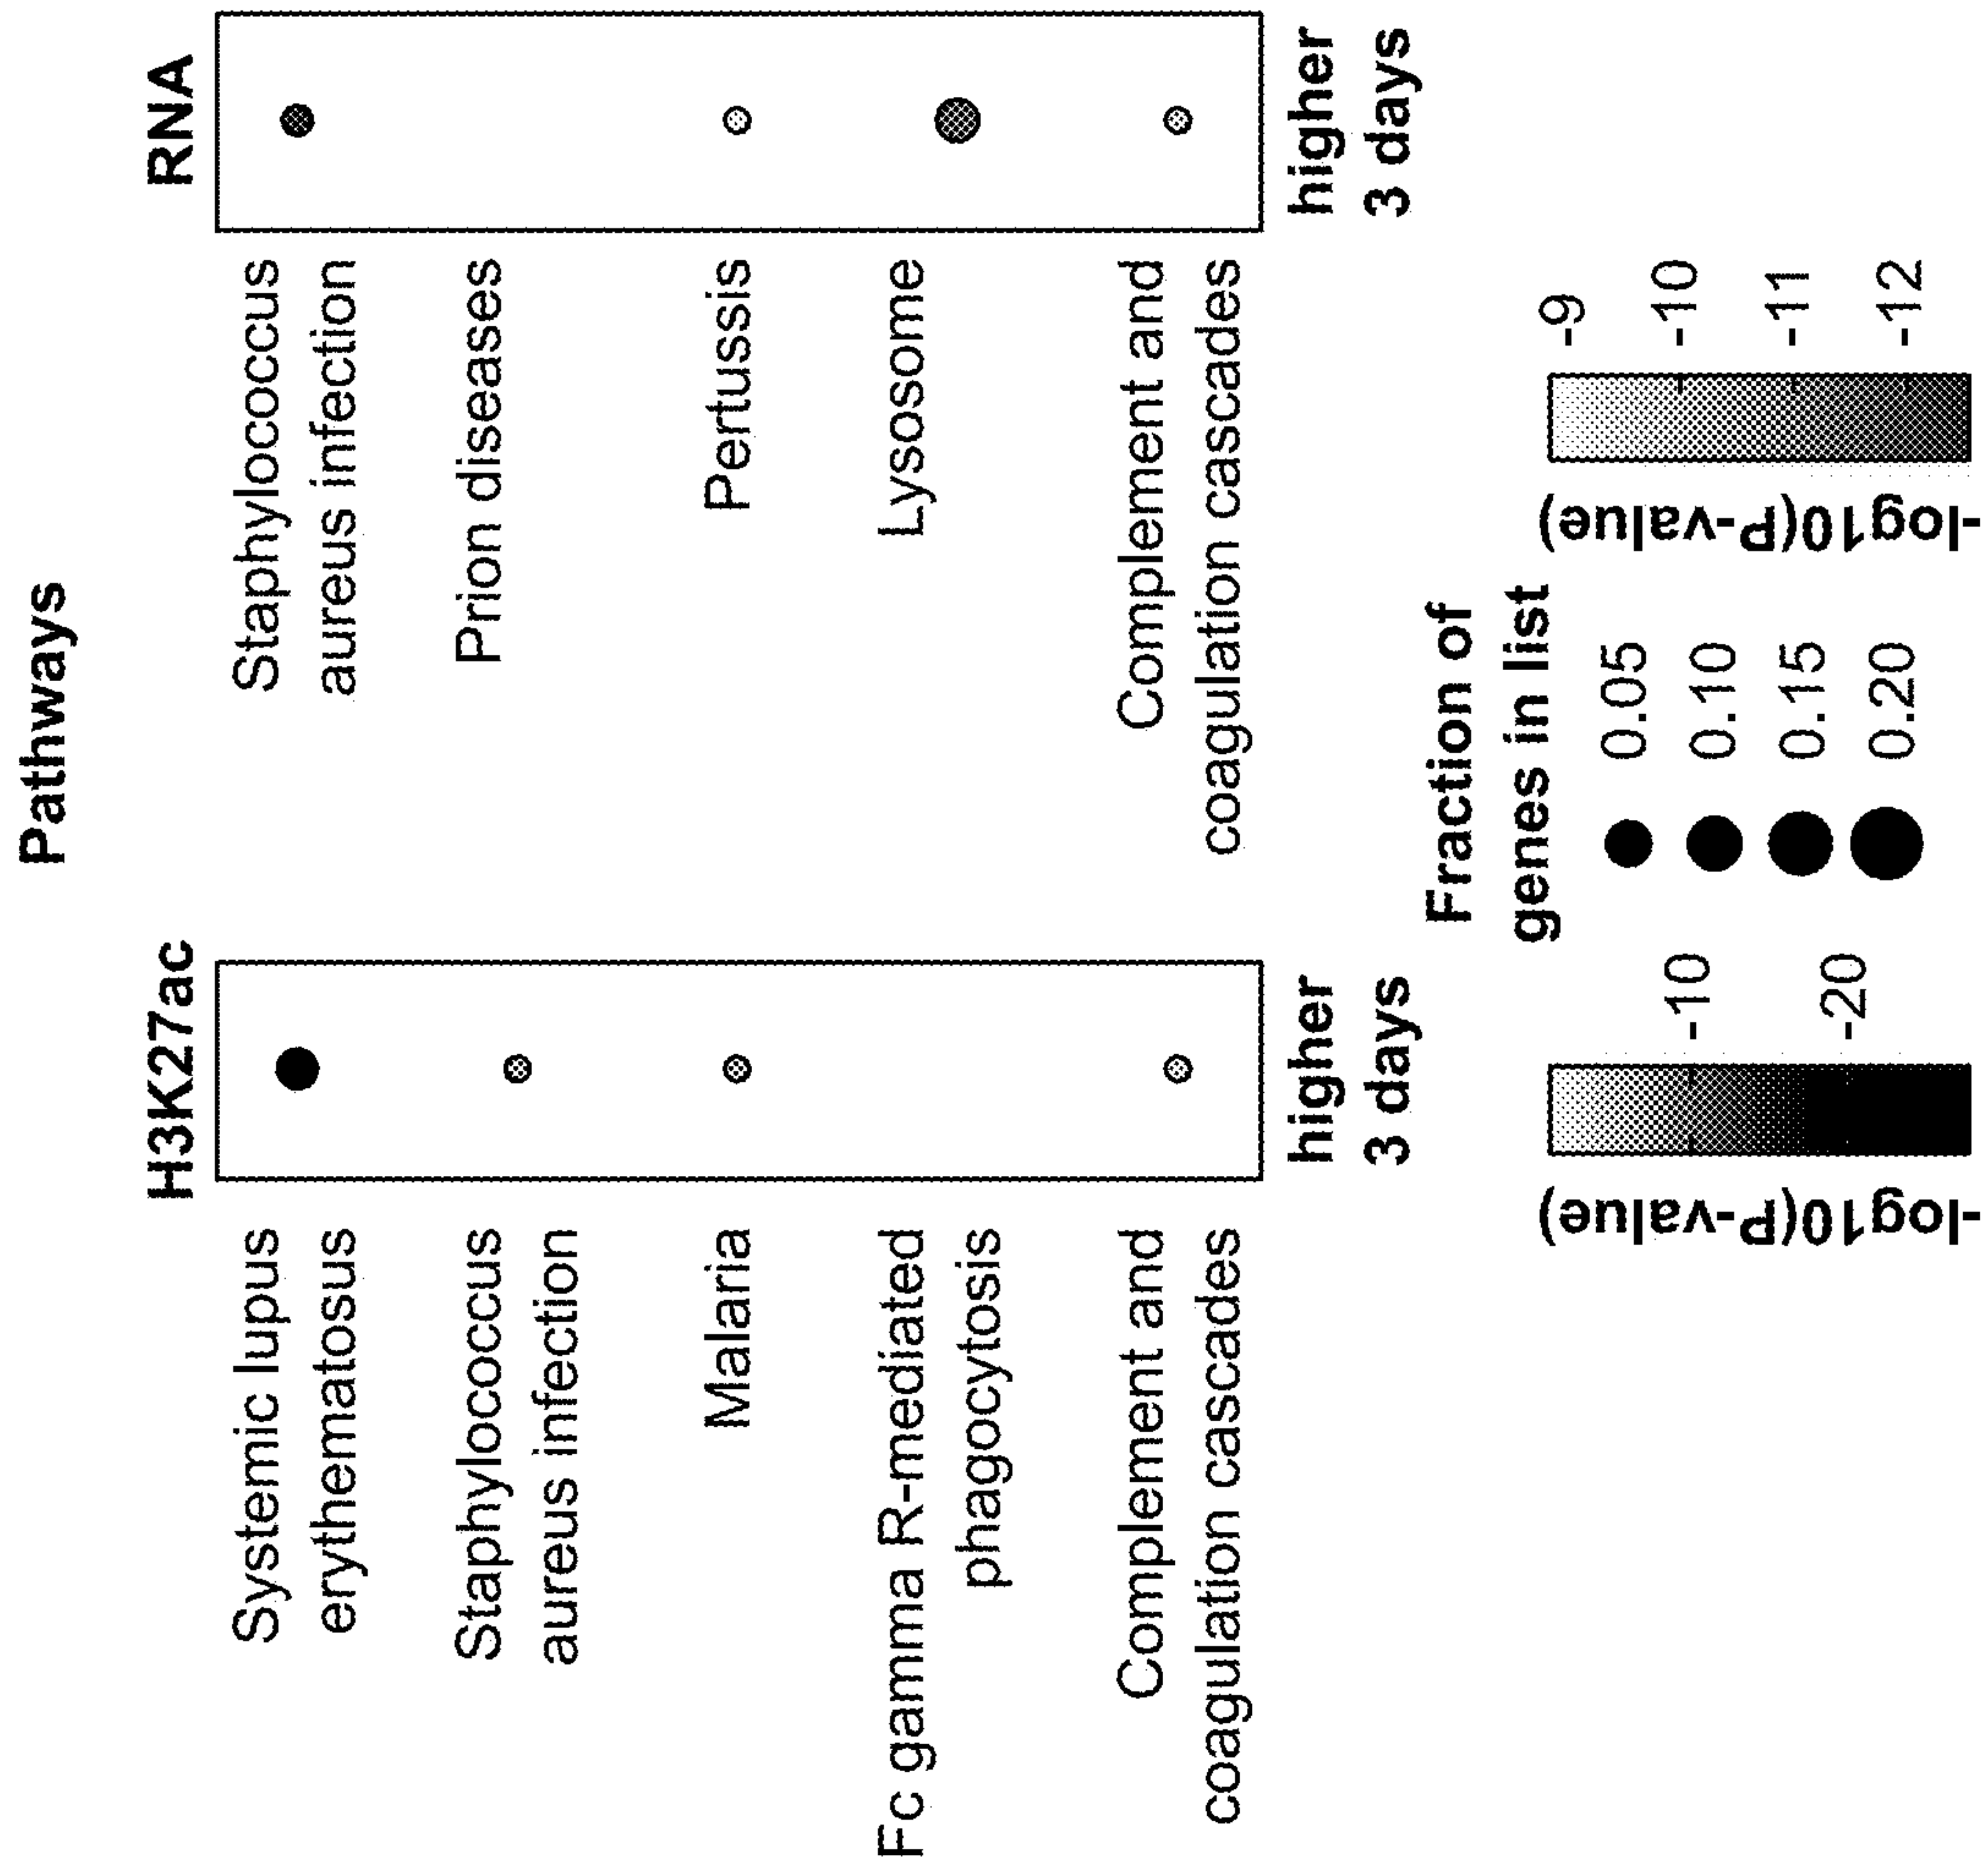 Pathways
H3K27ac
Systemic lupus
erythematosus
Staphylococcus
aureus infection
Malaria
Fc gamma R-mediated
phagocytosis
Complement and
coagulation cascades
higher
3 days
RNA
Staphylococcus
aureus infection
Prion diseases
Pertussis
Lysosome
Complement and
coagulation cascades
higher
3 days
-log10(P-value)
-10
-20
Fraction of
genes in list
0.05
0.10
0.15
0.20
-log10(P-value)
-9
-10
-11
-12